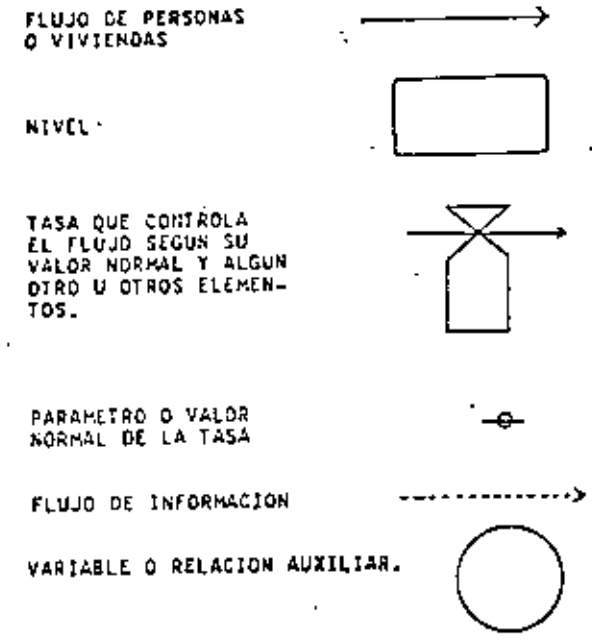 FLUJO DE PERSONAS
O VIVIENDAS
NIVEL
TASA QUE CONTROLA
EL FLUJO SEGUN SU
VALOR NORMAL Y ALGUN
OTRO U OTROS ELEMEN-
TOS.
PARAMETRO O VALOR
NORMAL DE LA TASA
FLUJO DE INFORMACION
VARIABLE O RELACION AUXILIAR.